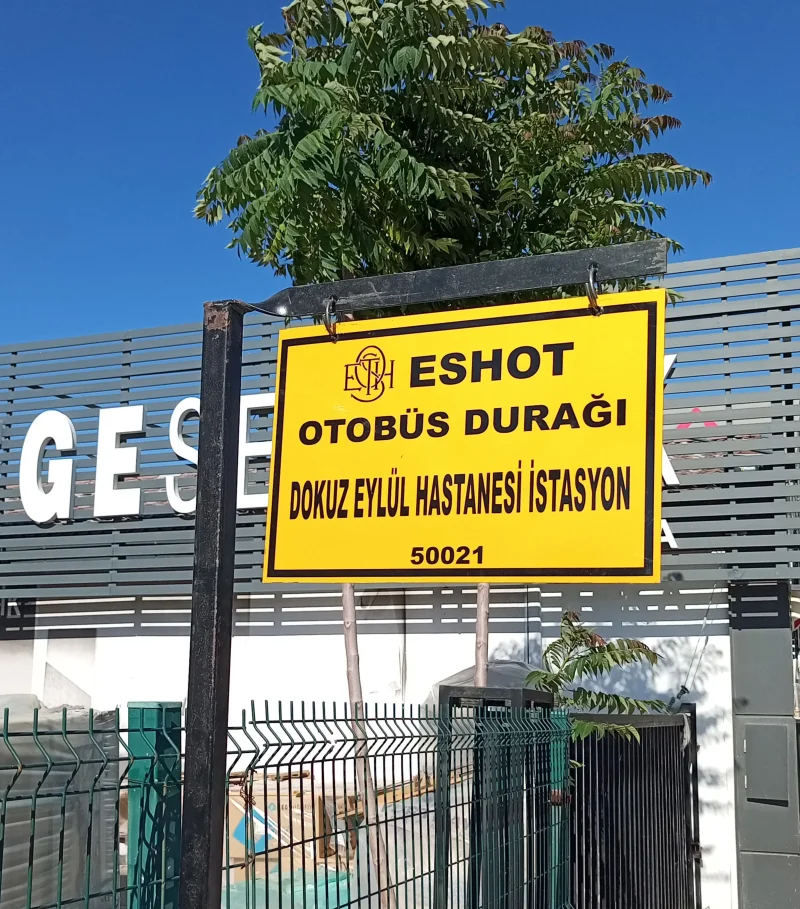 ESHOT
OTOBÜS DURAĞI
DOKUZ EYLÜL HASTANESİ İSTASYON
50021